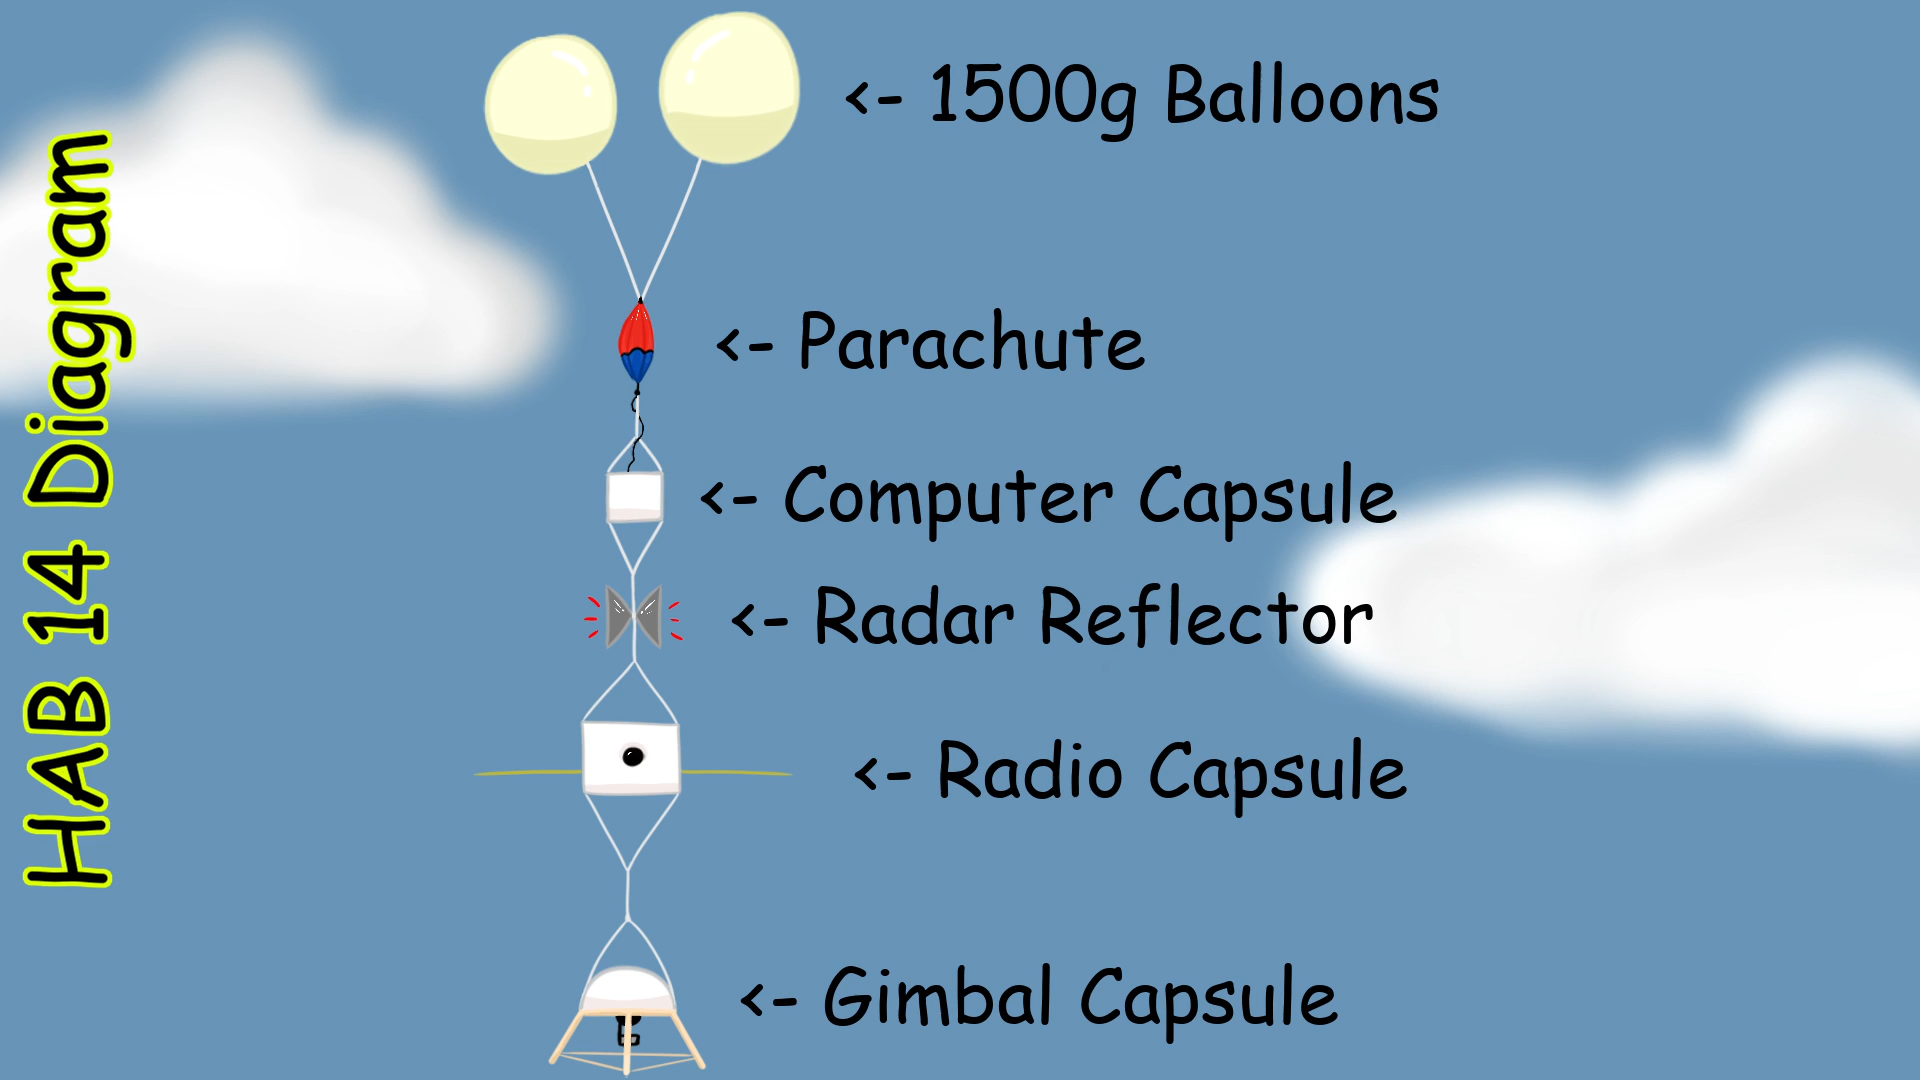 HAB 14 Diagram
<- 1500g Balloons
<- Parachute
<- Computer Capsule
<- Radar Reflector
<- Radio Capsule
<- Gimbal Capsule